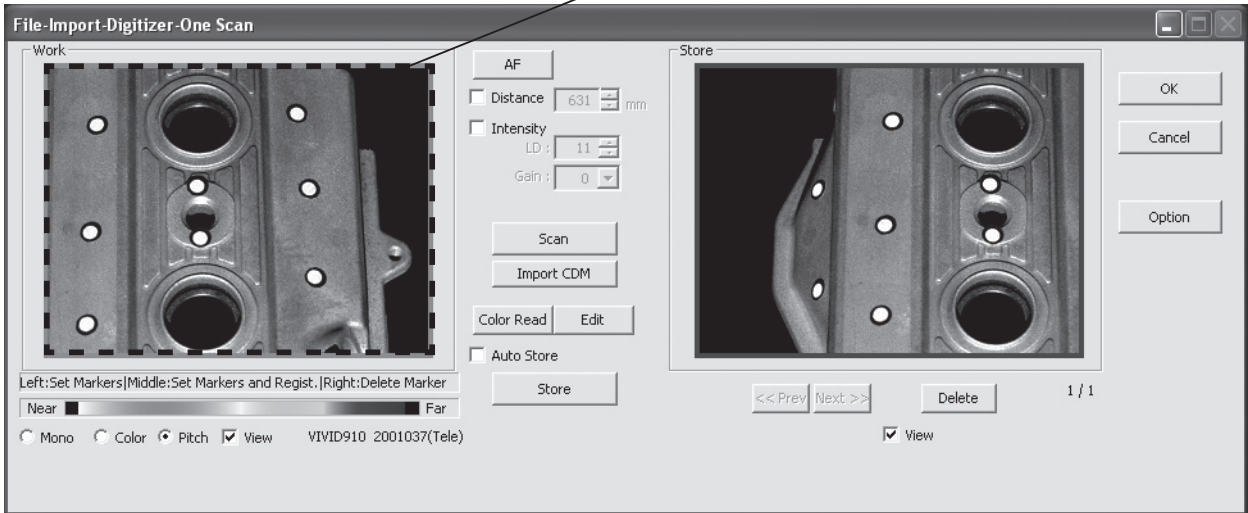 File-Import-Digitizer-One Scan
Work
AF
Distance 631 mm
Intensity
LD : 11
Gain : 0
Scan
Import CDM
Color Read Edit
Auto Store
Store
Left:Set Markers|Middle:Set Markers and Regist.|Right:Delete Marker
Near Far
Mono Color Pitch View VIVID910 2001037(Tele)
Store
<< Prev Next >> Delete 1 / 1
View
OK
Cancel
Option